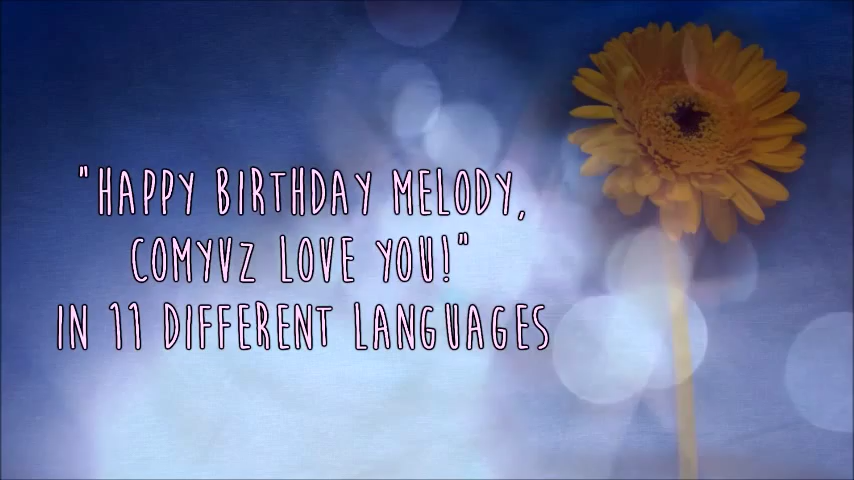 "HAPPY BIRTHDAY MELODY,
COMYVz LOVE YOU!"
IN 11 DIFFERENT LANGUAGES